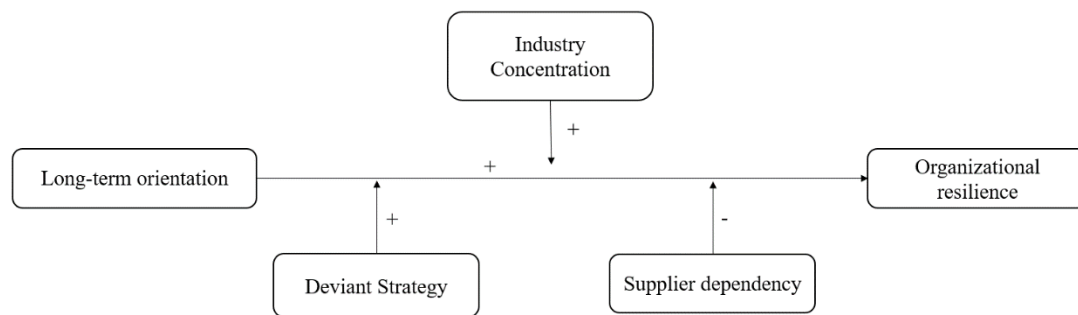 Industry
Concentration
+
+
Long-term orientation
Organizational
resilience
+
-
Deviant Strategy
Supplier dependency